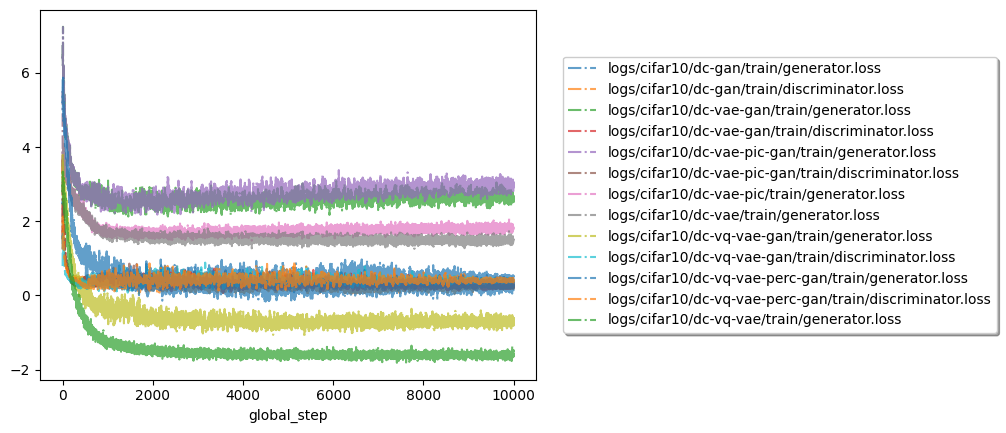 6
4
2
0
−2
0
2000
4000
6000
8000
10000
global_step
logs/cifar10/dc-gan/train/generator.loss
logs/cifar10/dc-gan/train/discriminator.loss
logs/cifar10/dc-vae-gan/train/generator.loss
logs/cifar10/dc-vae-gan/train/discriminator.loss
logs/cifar10/dc-vae-pic-gan/train/generator.loss
logs/cifar10/dc-vae-pic-gan/train/discriminator.loss
logs/cifar10/dc-vae-pic/train/generator.loss
logs/cifar10/dc-vae/train/generator.loss
logs/cifar10/dc-vq-vae-gan/train/generator.loss
logs/cifar10/dc-vq-vae-gan/train/discriminator.loss
logs/cifar10/dc-vq-vae-perc-gan/train/generator.loss
logs/cifar10/dc-vq-vae-perc-gan/train/discriminator.loss
logs/cifar10/dc-vq-vae/train/generator.loss